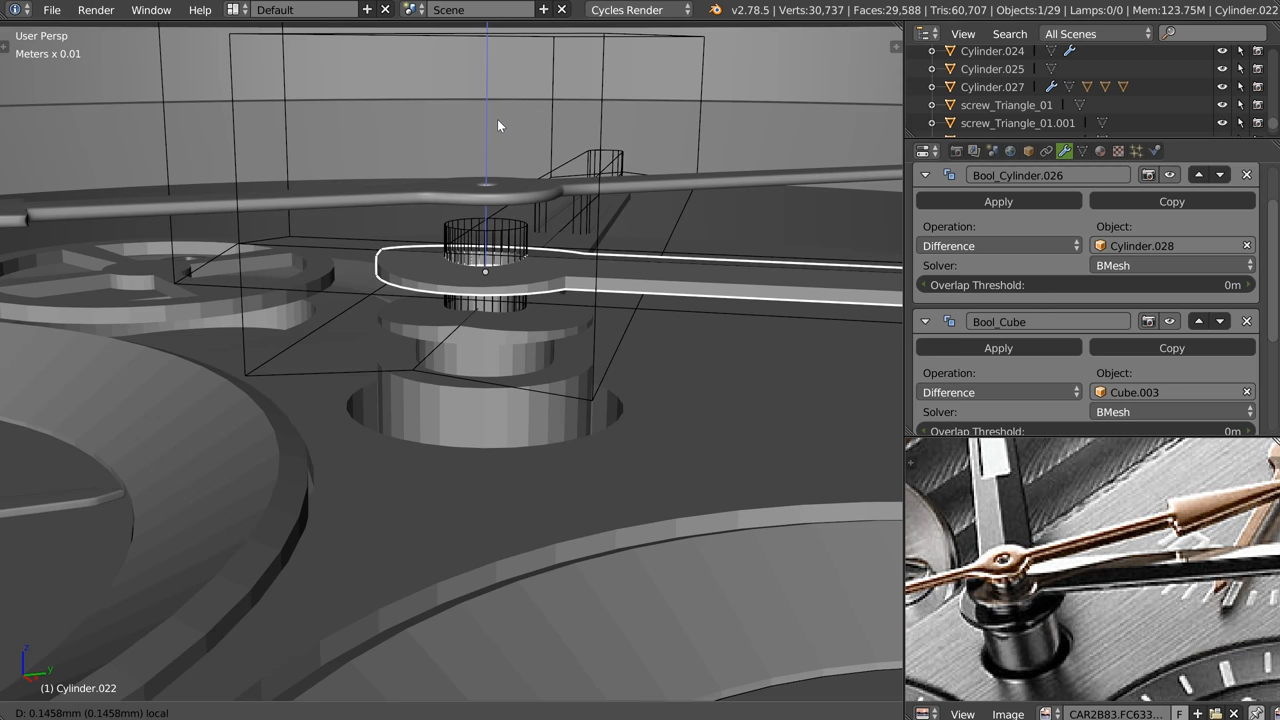 File Render Window Help Default Scene Cycles Render v2.78.5 | Verts:30,737 | Faces:29,588 | Tris:60,707 | Objects:1/29 | Lamps:0/0 | Mem:123.75M | Cylinder.022
User Persp
Meters x 0.01
View Search All Scenes
Cylinder.024
Cylinder.025
Cylinder.027
screw_Triangle_01
screw_Triangle_01.001
Bool_Cylinder.026
Apply Copy
Operation: Object:
Difference Cylinder.028
Solver: BMesh
Overlap Threshold: 0m
Bool_Cube
Apply Copy
Operation: Object:
Difference Cube.003
Solver: BMesh
Overlap Threshold: 0m
z
y
(1) Cylinder.022
D: 0.1458mm (0.1458mm) local
View Image CAR2B83.FC633... F